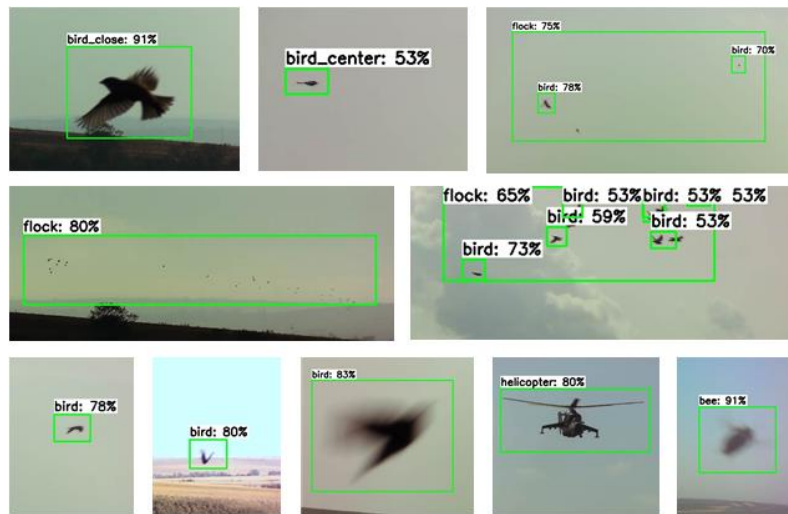 bird_close: 91%
bird_center: 53%
flock: 75%
bird: 70%
bird: 78%
flock: 80%
flock: 65%
bird: 53%
bird: 53% 53%
bird: 59%
bird: 53%
bird: 73%
bird: 78%
bird: 80%
bird: 83%
helicopter: 80%
bee: 91%